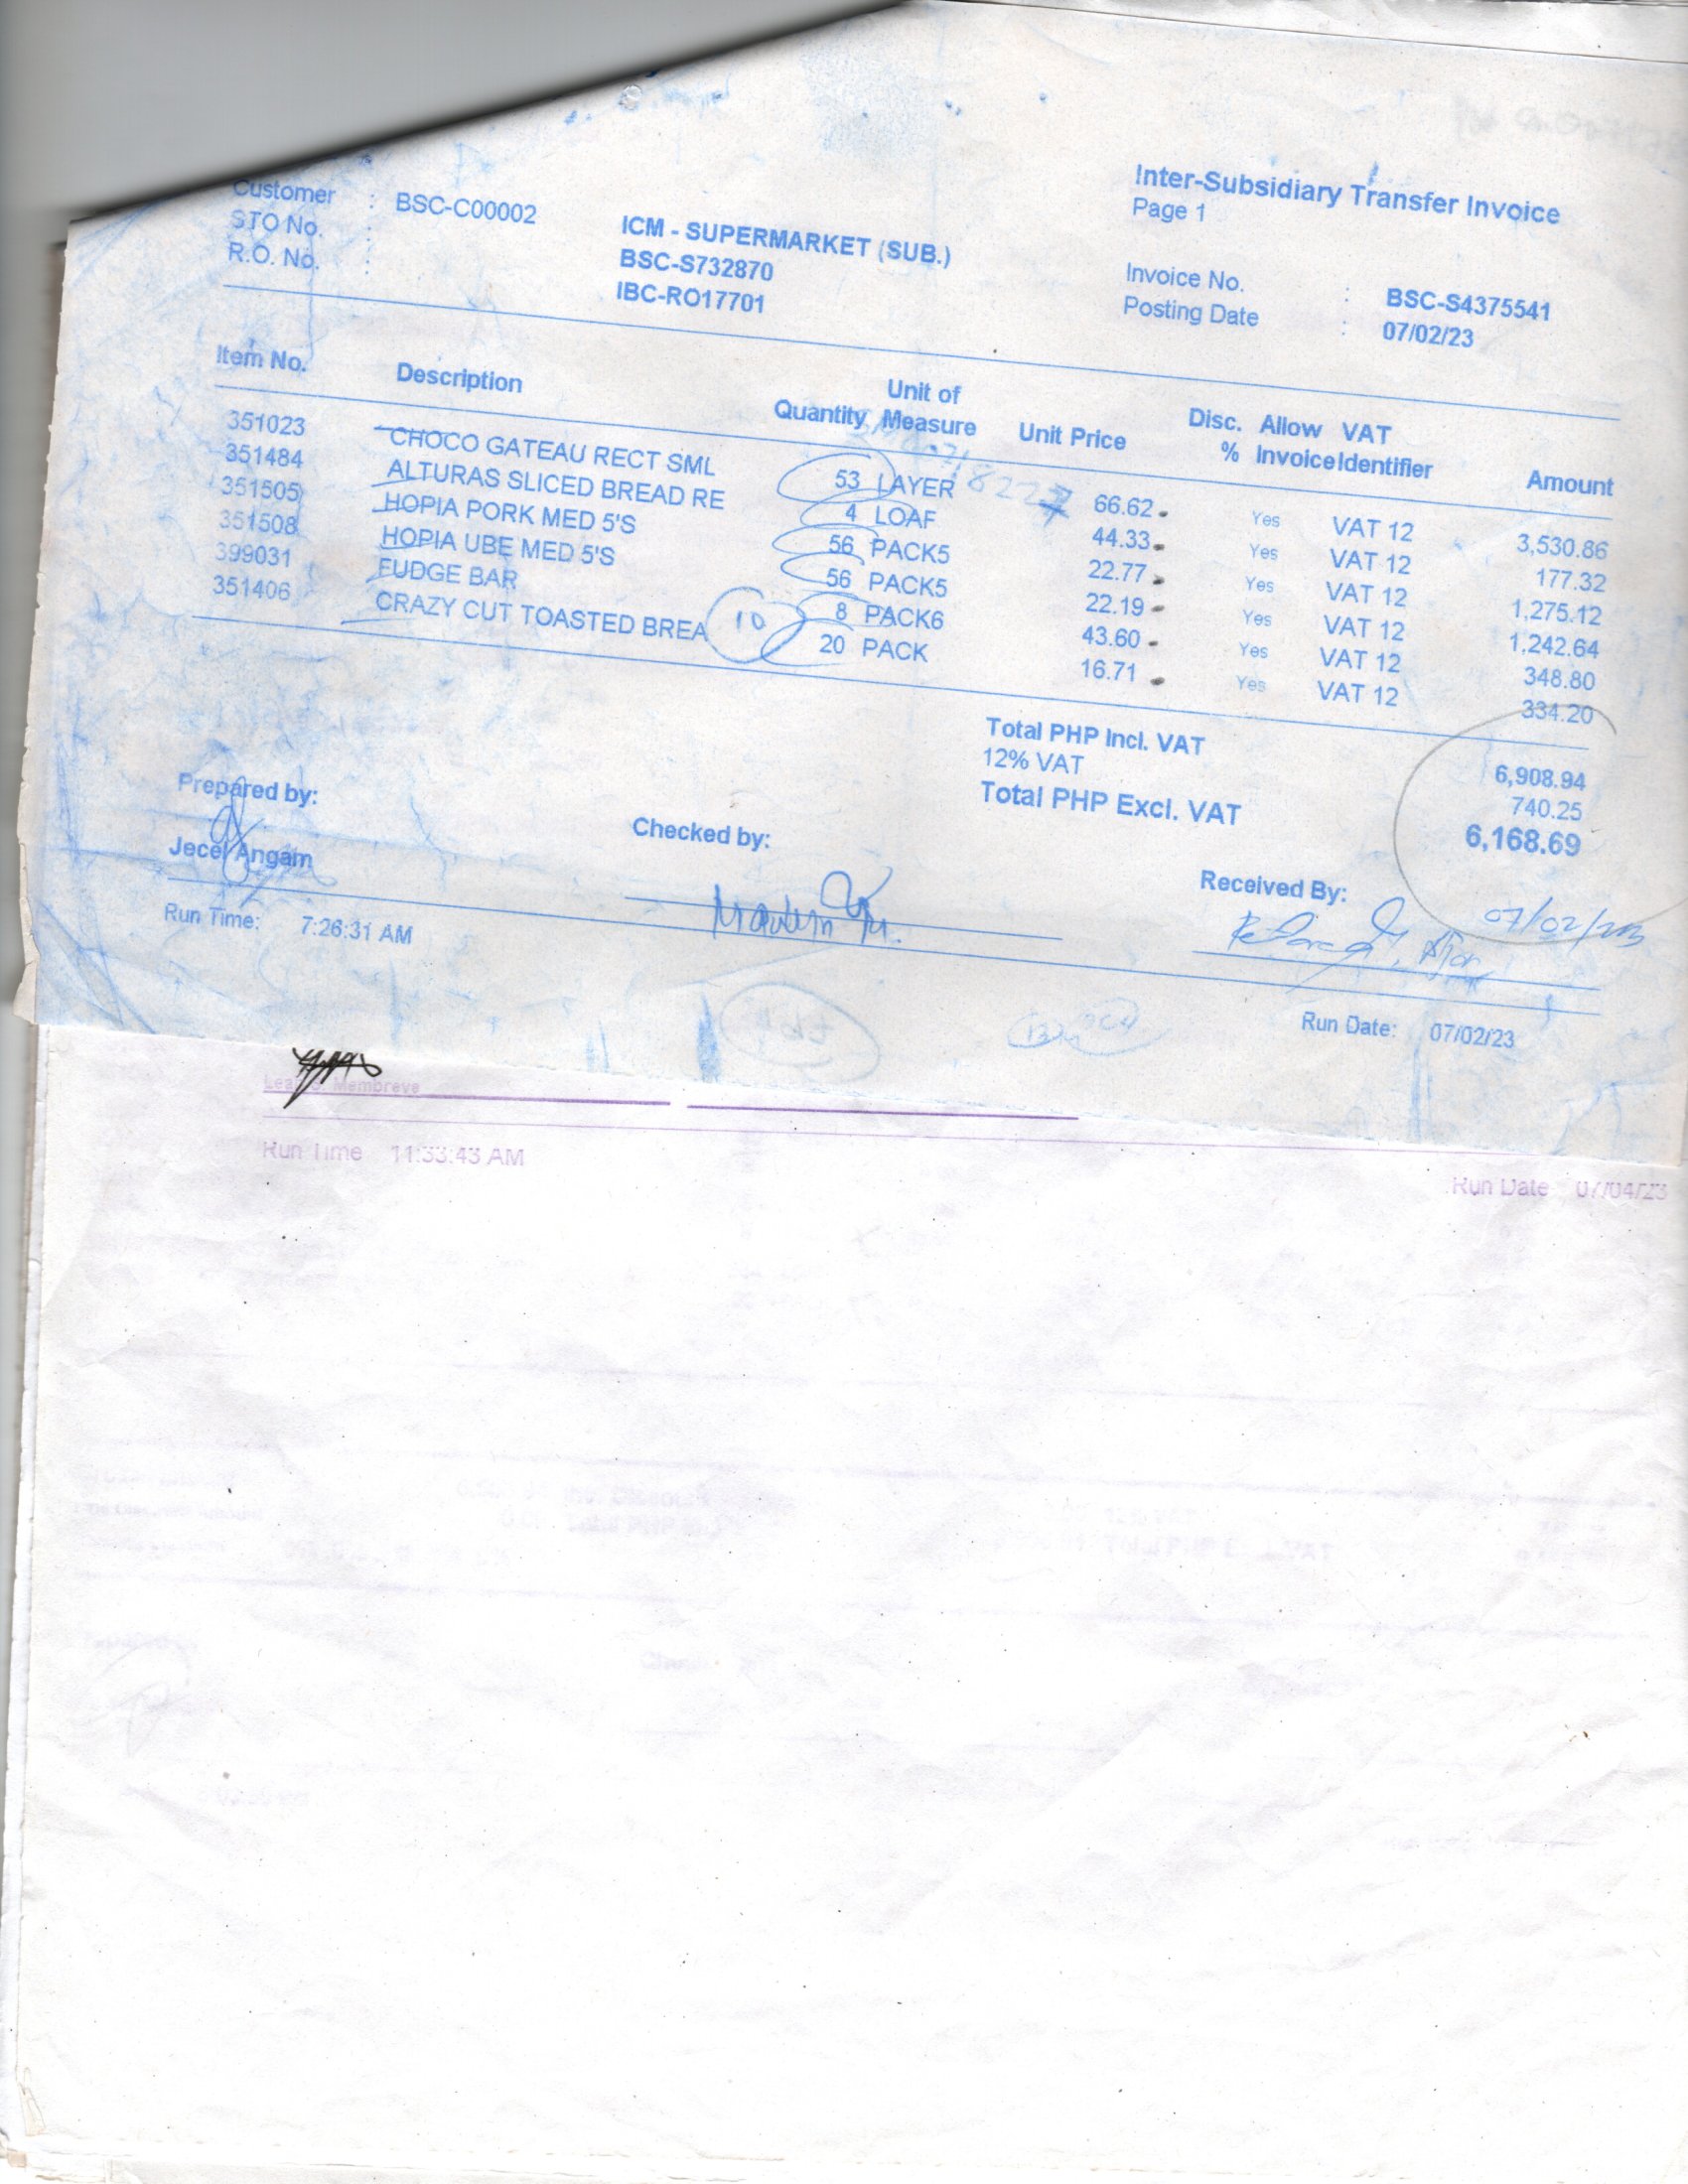 Inter-Subsidiary Transfer Invoice
Page 1
Customer : BSC-C00002 ICM - SUPERMARKET (SUB.)
STO No. : BSC-S732870
R.O. No. : IBC-RO17701
Invoice No. : BSC-S4375541
Posting Date : 07/02/23
Item No. Description Quantity Unit of Measure Unit Price Disc. % Allow Invoice VAT Identifier Amount
351023 CHOCO GATEAU RECT SML 53 LAYER 66.62 Yes VAT 12 3,530.86
351484 ALTURAS SLICED BREAD RE 4 LOAF 44.33 Yes VAT 12 177.32
351505 HOPIA PORK MED 5'S 56 PACK5 22.77 Yes VAT 12 1,275.12
351508 HOPIA UBE MED 5'S 56 PACK5 22.19 Yes VAT 12 1,242.64
399031 FUDGE BAR 8 PACK6 43.60 Yes VAT 12 348.80
351406 CRAZY CUT TOASTED BREA 10 20 PACK 16.71 Yes VAT 12 334.20
Total PHP Incl. VAT 6,908.94
12% VAT 740.25
Total PHP Excl. VAT 6,168.69
Prepared by: Checked by: Received By:
Jecel Angam
07/02/23
Run Time: 7:26:31 AM
Run Date: 07/02/23
Membreve
Run Time 11:33:43 AM
Run Date 07/04/23
12% VAT